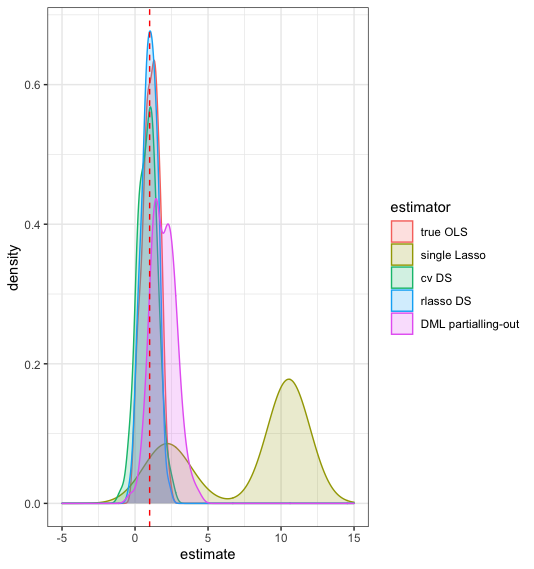 density
0.6
0.4
0.2
0.0
-5
0
5
10
15
estimate
estimator
true OLS
single Lasso
cv DS
rlasso DS
DML partialling-out